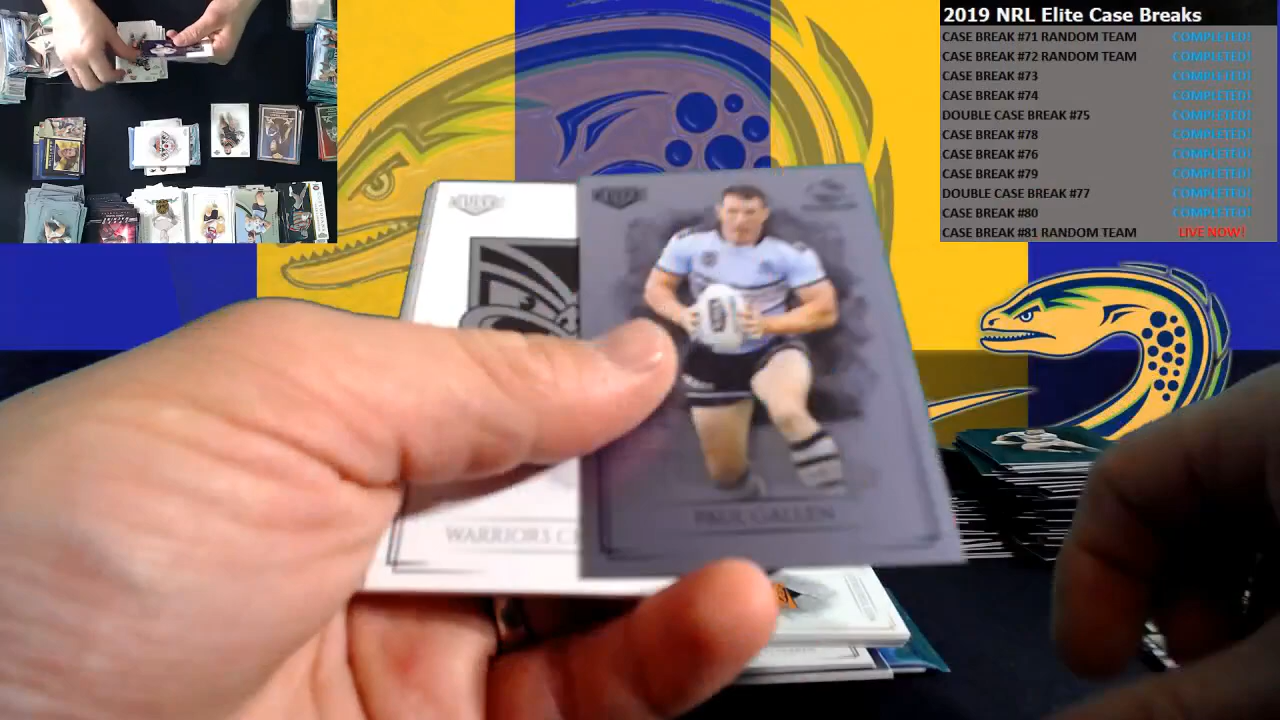 2019 NRL Elite Case Breaks
CASE BREAK #71 RANDOM TEAM COMPLETED!
CASE BREAK #72 RANDOM TEAM COMPLETED!
CASE BREAK #73 COMPLETED!
CASE BREAK #74 COMPLETED!
DOUBLE CASE BREAK #75 COMPLETED!
CASE BREAK #78 COMPLETED!
CASE BREAK #76 COMPLETED!
CASE BREAK #79 COMPLETED!
DOUBLE CASE BREAK #77 COMPLETED!
CASE BREAK #80 COMPLETED!
CASE BREAK #81 RANDOM TEAM LIVE NOW!
ELITE
ELITE
WARRIORS C
PAUL GALLEN